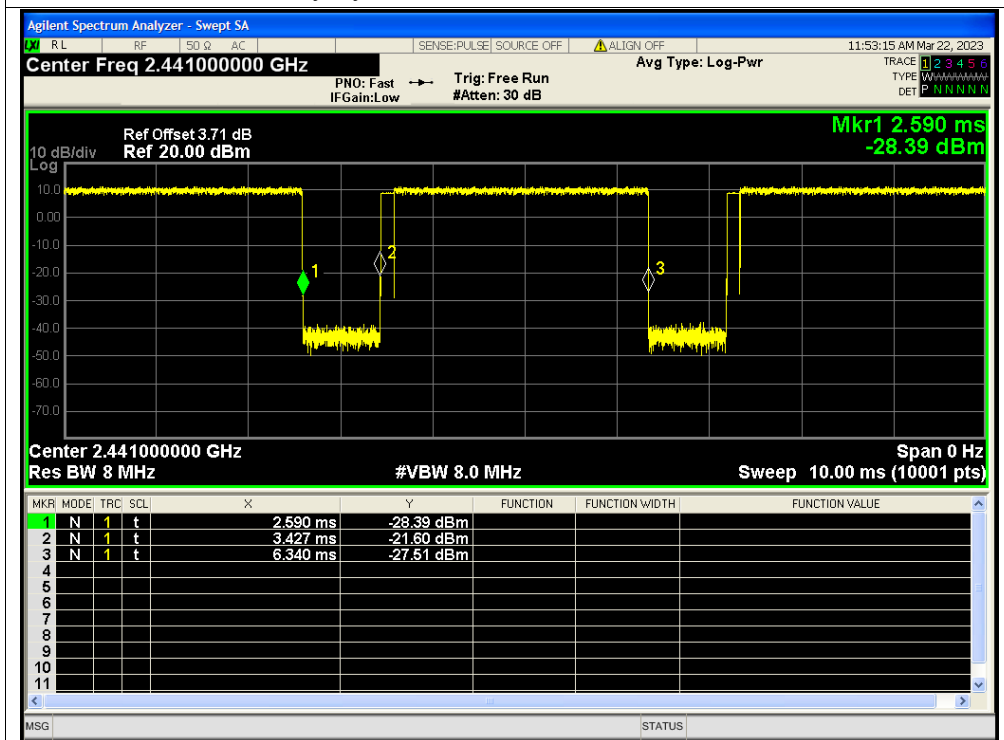 Agilent Spectrum Analyzer - Swept SA
LXI RL RF 50 Ω AC SENSE:PULSE SOURCE OFF ALIGN OFF 11:53:15 AM Mar 22, 2023
Center Freq 2.441000000 GHz Avg Type: Log-Pwr TRACE 1 2 3 4 5 6
PNO: Fast Trig: Free Run TYPE WWWWWW
IFGain:Low #Atten: 30 dB DET P N N N N N
Mkr1 2.590 ms
Ref Offset 3.71 dB
10 dB/div Ref 20.00 dBm -28.39 dBm
Log
10.0
0.00
-10.0
2
-20.0 1 3
-30.0
-40.0
-50.0
-60.0
-70.0
Center 2.441000000 GHz Span 0 Hz
Res BW 8 MHz #VBW 8.0 MHz Sweep 10.00 ms (10001 pts)
MKR MODE TRC SCL X Y FUNCTION FUNCTION WIDTH FUNCTION VALUE
1 N 1 t 2.590 ms -28.39 dBm
2 N 1 t 3.427 ms -21.60 dBm
3 N 1 t 6.340 ms -27.51 dBm
4
5
6
7
8
9
10
11
MSG STATUS